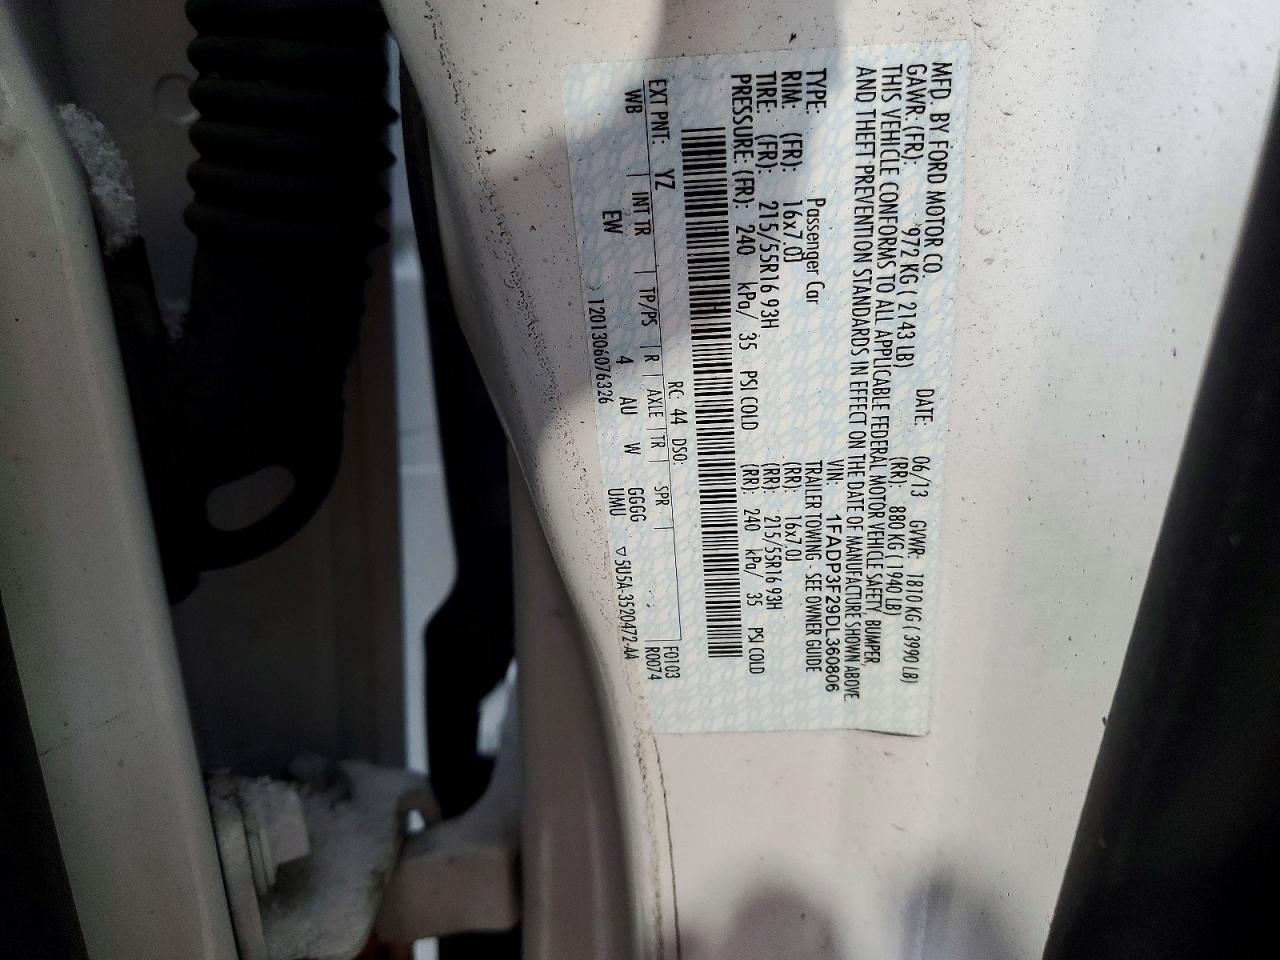 MFD. BY FORD MOTOR CO.
DATE: 06/13 GVWR: 1810 KG ( 3990 LB)
GAWR: (FR): 972 KG ( 2143 LB) (RR): 880 KG ( 1940 LB)
THIS VEHICLE CONFORMS TO ALL APPLICABLE FEDERAL MOTOR VEHICLE SAFETY, BUMPER,
AND THEFT PREVENTION STANDARDS IN EFFECT ON THE DATE OF MANUFACTURE SHOWN ABOVE.
VIN: 1FADP3F29DL360806
TYPE: Passenger Car TRAILER TOWING - SEE OWNER GUIDE
RIM: (FR): 16x7.0J (RR): 16x7.0J
TIRE: (FR): 215/55R16 93H (RR): 215/55R16 93H
PRESSURE: (FR): 240 kPa/ 35 PSI COLD (RR): 240 kPa/ 35 PSI COLD
RC: 44 DSO: F0103
EXT PNT: YZ R0074
WB | INT TR | TP/PS | R | AXLE | TR | SPR |
EW 4 AU W GGGG
UMU
12013060​76326 ▽ 5U5A-3520472-AA